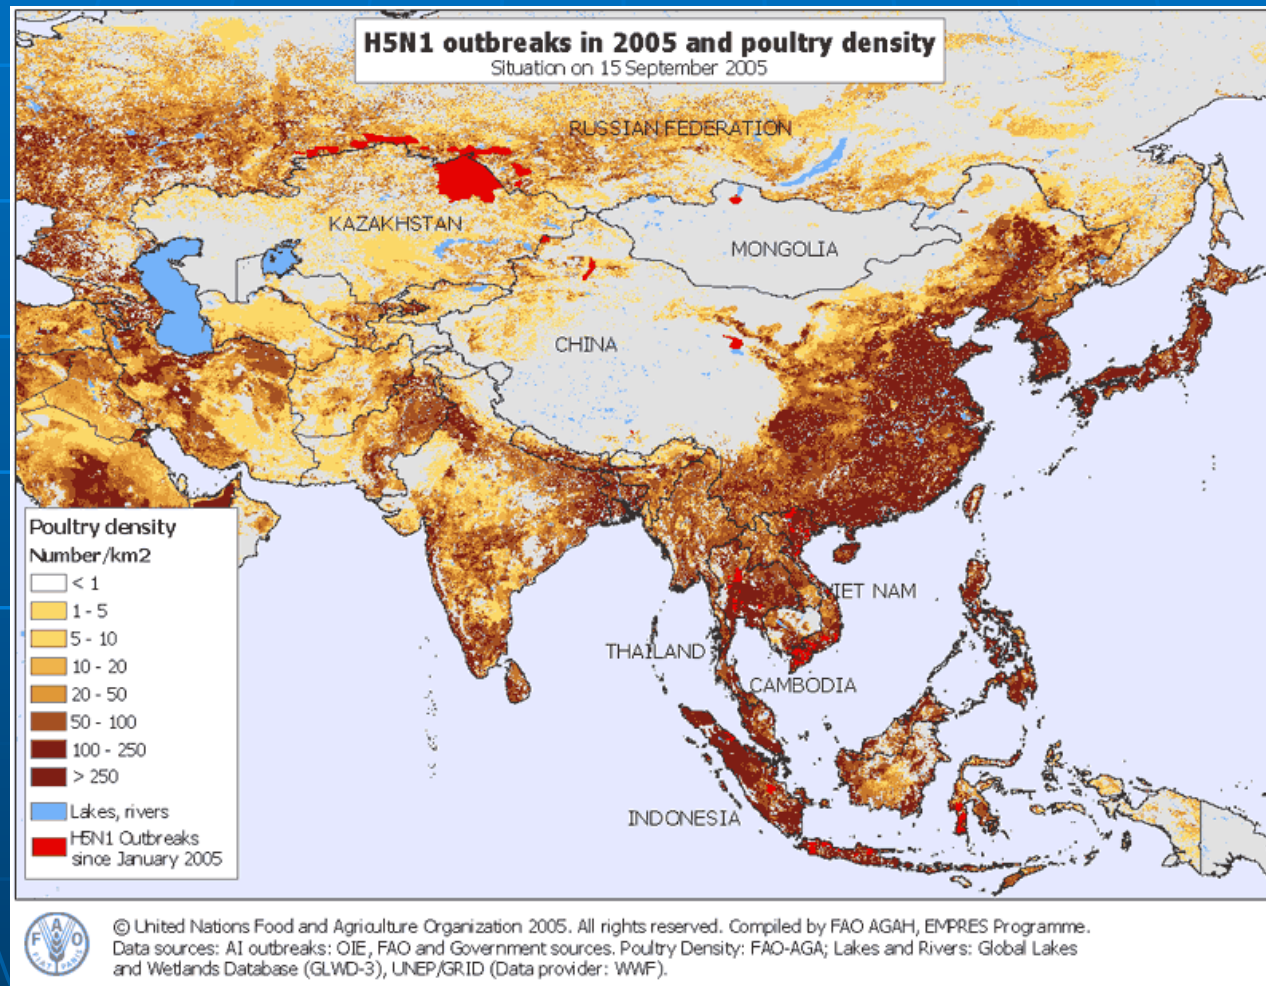 H5N1 outbreaks in 2005 and poultry density
Situation on 15 September 2005
RUSSIAN FEDERATION
KAZAKHSTAN
MONGOLIA
CHINA
VIET NAM
THAILAND
CAMBODIA
INDONESIA
Poultry density
Number/km2
< 1
1 - 5
5 - 10
10 - 20
20 - 50
50 - 100
100 - 250
> 250
Lakes, rivers
H5N1 Outbreaks
since January 2005
F A O
FIAT PANIS
© United Nations Food and Agriculture Organization 2005. All rights reserved. Compiled by FAO AGAH, EMPRES Programme.
Data sources: AI outbreaks: OIE, FAO and Government sources. Poultry Density: FAO-AGA; Lakes and Rivers: Global Lakes
and Wetlands Database (GLWD-3), UNEP/GRID (Data provider: WWF).